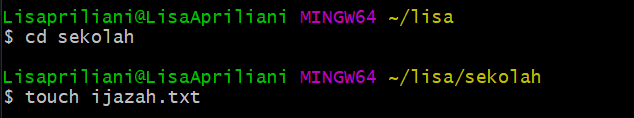 Lisapriliani@LisaApriliani MINGW64 ~/lisa
$ cd sekolah
Lisapriliani@LisaApriliani MINGW64 ~/lisa/sekolah
$ touch ijazah.txt